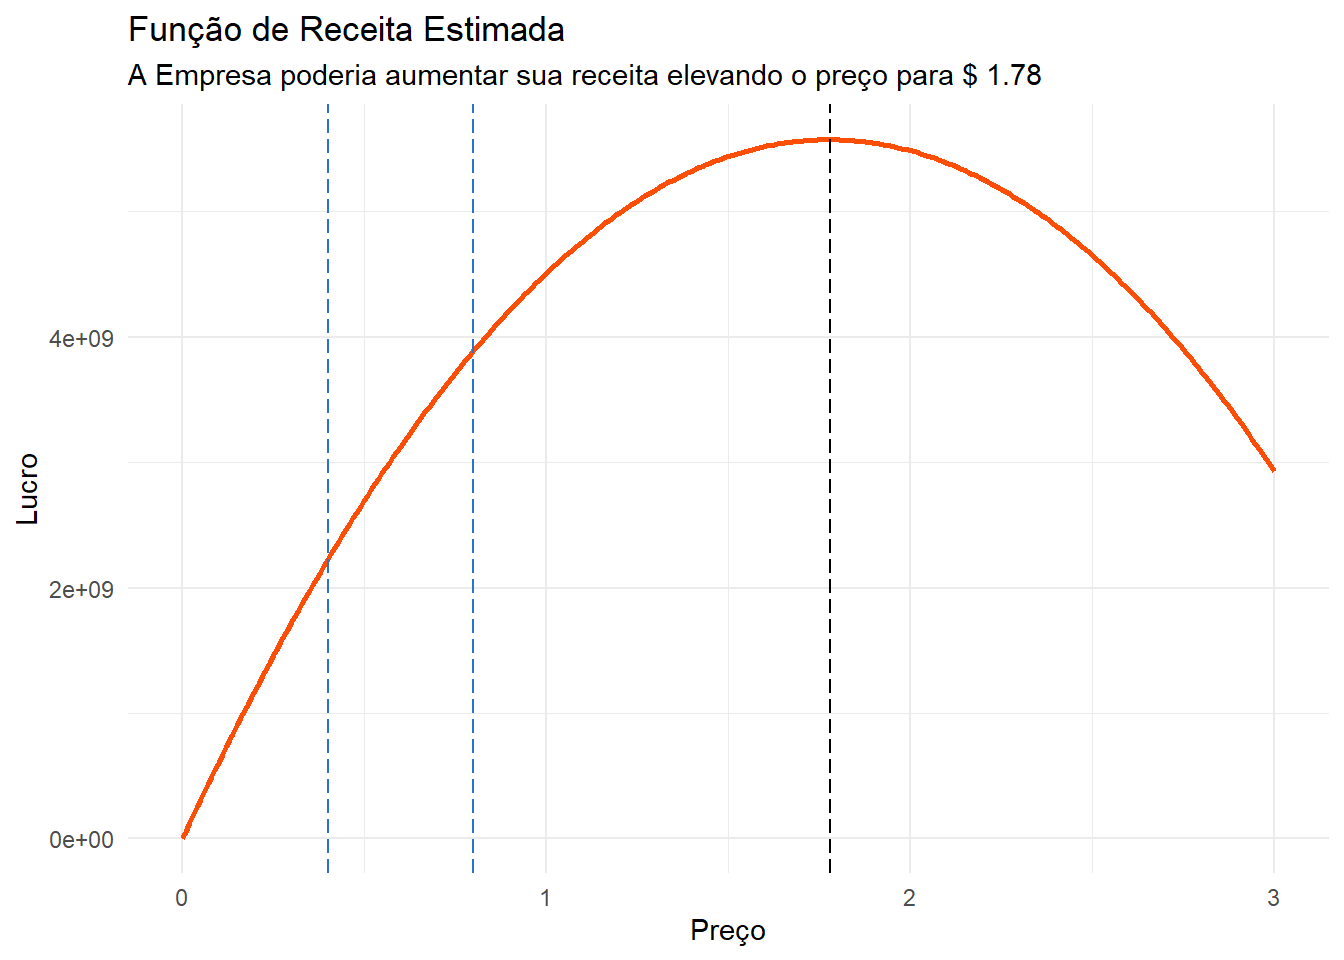 Função de Receita Estimada
A Empresa poderia aumentar sua receita elevando o preço para $ 1.78
4e+09
2e+09
0e+00
Lucro
0
1
2
3
Preço